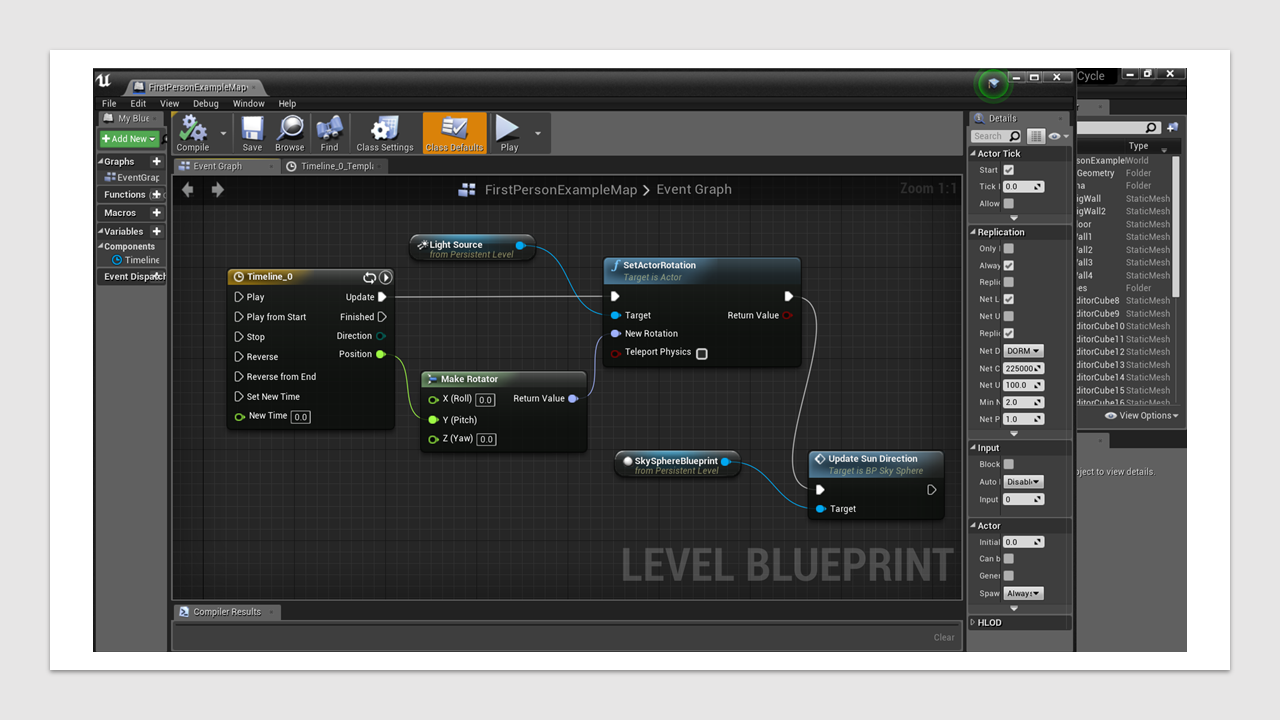 FirstPersonExampleMap
Cycle
File Edit View Debug Window Help
My Blue
Add New
Compile Save Browse Find Class Settings Class Defaults Play
Graphs
EventGrap
Functions
Macros
Variables
Components
Timeline
Event Dispatch
Event Graph
Timeline_0_Templ
FirstPersonExampleMap > Event Graph
Zoom 1:1
Light Source
from Persistent Level
Timeline_0
Play Update
Play from Start Finished
Stop Direction
Reverse Position
Reverse from End
Set New Time
New Time 0.0
Make Rotator
X (Roll) 0.0 Return Value
Y (Pitch)
Z (Yaw) 0.0
SetActorRotation
Target is Actor
Target Return Value
New Rotation
Teleport Physics
SkySphereBlueprint
from Persistent Level
Update Sun Direction
Target is BP Sky Sphere
Target
LEVEL BLUEPRINT
Compiler Results
Clear
Details
Search
Actor Tick
Start
Tick I 0.0
Allow
Replication
Only
Alway
Replic
Net L
Net U
Replic
Net D DORM
Net C 225000
Net U 100.0
Min N 2.0
Net P 1.0
Input
Block
Auto Disable
Input 0
Actor
Initial 0.0
Can b
Gener
Spaw Always
HLOD
Type
sonExample World
Geometry Folder
na Folder
igWall StaticMesh
igWall2 StaticMesh
loor StaticMesh
all1 StaticMesh
all2 StaticMesh
all3 StaticMesh
all4 StaticMesh
es Folder
ditorCube8 StaticMesh
ditorCube9 StaticMesh
ditorCube10 StaticMesh
ditorCube11 StaticMesh
ditorCube12 StaticMesh
ditorCube13 StaticMesh
ditorCube14 StaticMesh
ditorCube15 StaticMesh
ditorCube16 StaticMesh
View Options
bject to view details.